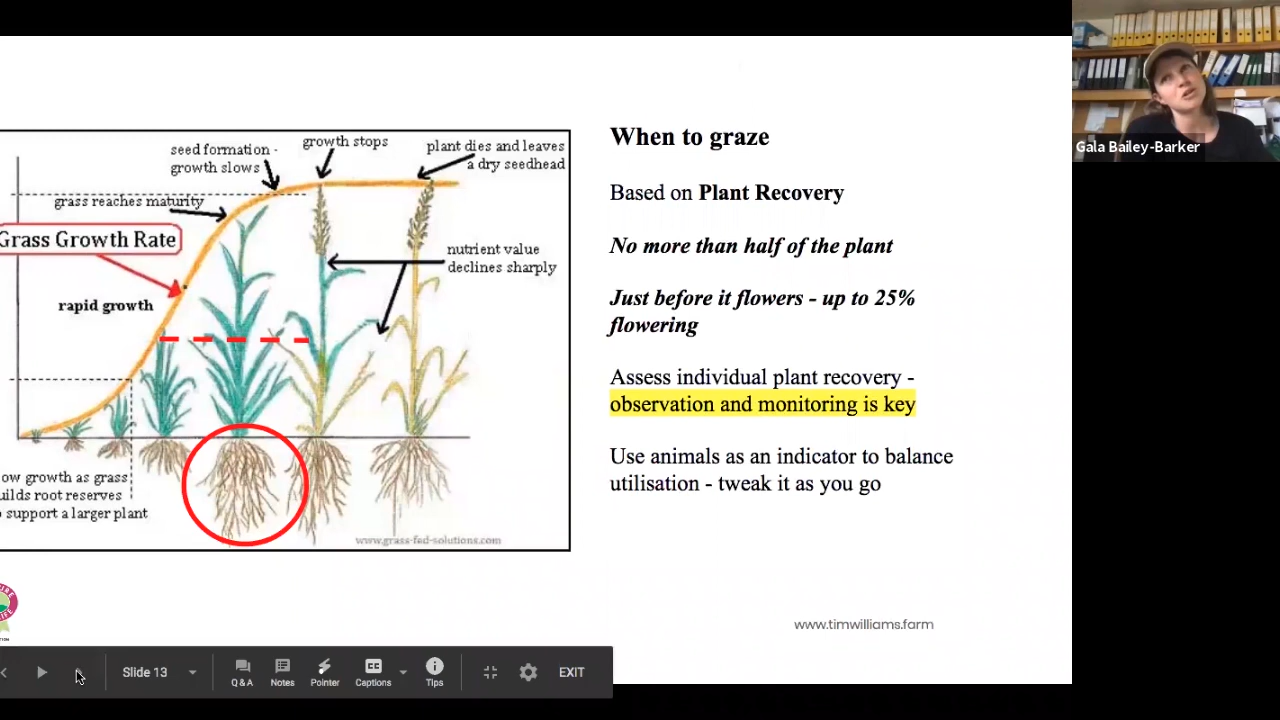 seed formation -
growth slows
growth stops
plant dies and leaves
a dry seedhead
grass reaches maturity
Grass Growth Rate
nutrient value
declines sharply
rapid growth
ow growth as grass
uilds root reserves
support a larger plant
www.grass-fed-solutions.com
When to graze
Based on Plant Recovery
No more than half of the plant
Just before it flowers - up to 25%
flowering
Assess individual plant recovery -
observation and monitoring is key
Use animals as an indicator to balance
utilisation - tweak it as you go
www.timwilliams.farm
Gala Bailey-Barker
Slide 13
Q&A
Notes
Pointer
CC
Captions
Tips
EXIT